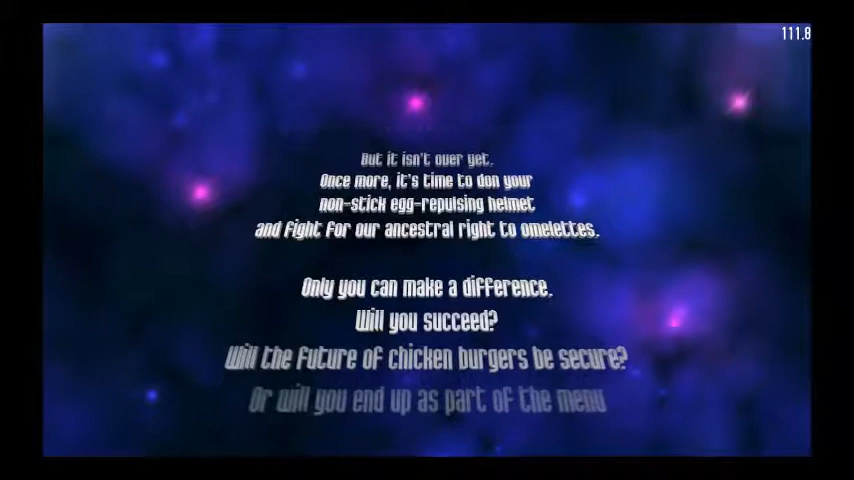 111.8
But it isn't over yet.
Once more, it's time to don your
non-stick egg-repulsing helmet
and fight for our ancestral right to omelettes.
Only you can make a difference.
Will you succeed?
Will the future of chicken burgers be secure?
Or will you end up as part of the menu